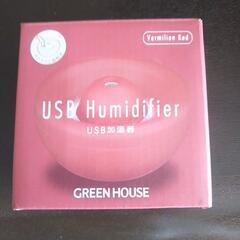 Vermilion Red
USB Humidifier
USB加湿器
GREEN HOUSE